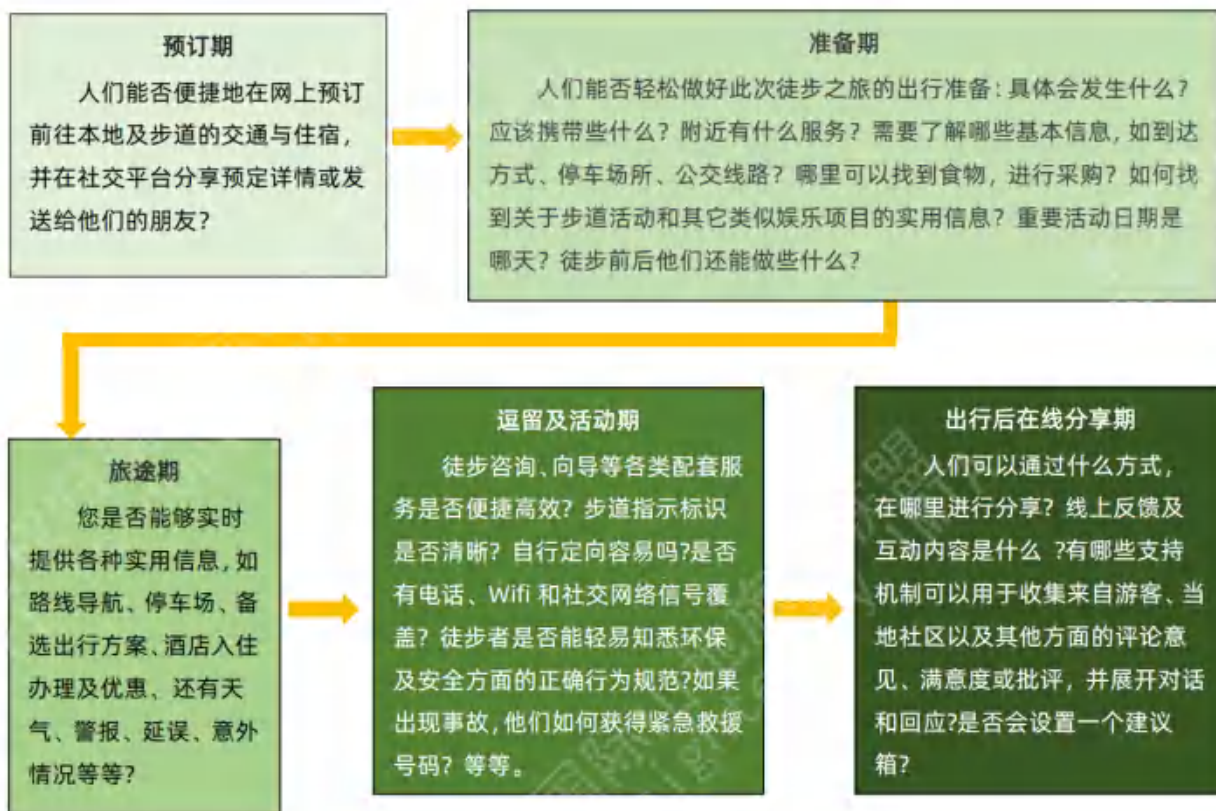 预订期
人们能否便捷地在网上预订
前往本地及步道的交通与住宿，
并在社交平台分享预定详情或发
送给他们的朋友？
准备期
人们能否轻松做好此次徒步之旅的出行准备：具体会发生什么？
应该携带些什么？附近有什么服务？需要了解哪些基本信息，如到达
方式、停车场所、公交线路？哪里可以找到食物，进行采购？如何找
到关于步道活动和其它类似娱乐项目的实用信息？重要活动日期是
哪天？徒步前后他们还能做些什么？
旅途期
您是否能够实时
提供各种实用信息，如
路线导航、停车场、备
选出行方案、酒店入住
办理及优惠、还有天
气、警报、延误、意外
情况等等？
逗留及活动期
徒步咨询、向导等各类配套服
务是否便捷高效？步道指示标识
是否清晰？自行定向容易吗?是否
有电话、Wifi 和社交网络信号覆
盖？徒步者是否能轻易知悉环保
及安全方面的正确行为规范?如果
出现事故，他们如何获得紧急救援
号码？等等。
出行后在线分享期
人们可以通过什么方式，
在哪里进行分享？线上反馈及
互动内容是什么 ?有哪些支持
机制可以用于收集来自游客、当
地社区以及其他方面的评论意
见、满意度或批评，并展开对话
和回应?是否会设置一个建议
箱？